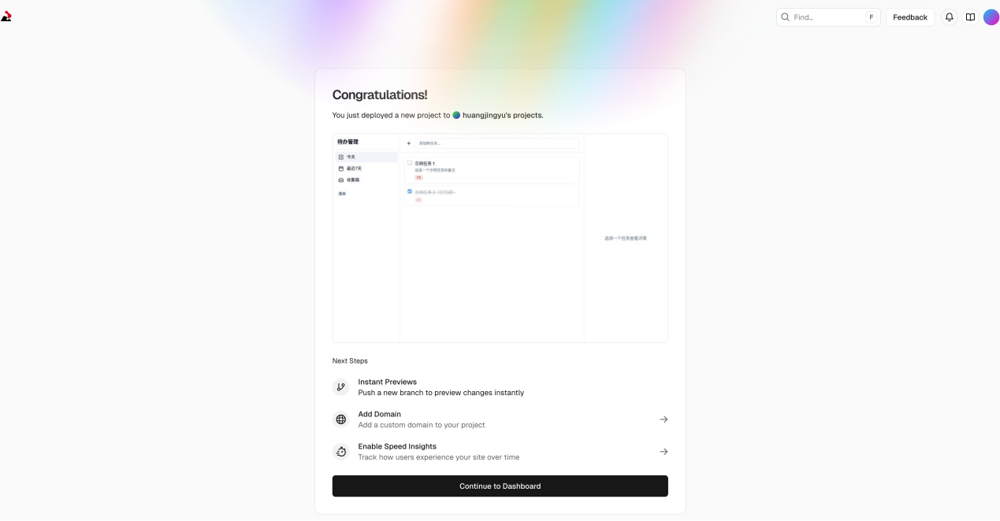 Find...
F
Feedback
Congratulations!
You just deployed a new project to huangjingyu's projects.
待办管理
今天
最近7天
收集箱
清单
+ 添加新任务...
示例任务 1
这是一个示例任务的备注
示例任务 2（已完成）
P1
选择一个任务查看详情
Next Steps
Instant Previews
Push a new branch to preview changes instantly
Add Domain
Add a custom domain to your project
Enable Speed Insights
Track how users experience your site over time
Continue to Dashboard